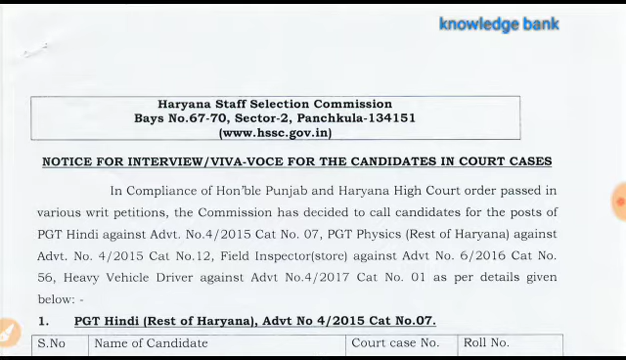 knowledge bank
Haryana Staff Selection Commission
Bays No.67-70, Sector-2, Panchkula-134151
(www.hssc.gov.in)
NOTICE FOR INTERVIEW/VIVA-VOCE FOR THE CANDIDATES IN COURT CASES
In Compliance of Hon'ble Punjab and Haryana High Court order passed in
various writ petitions, the Commission has decided to call candidates for the posts of
PGT Hindi against Advt. No.4/2015 Cat No. 07, PGT Physics (Rest of Haryana) against
Advt. No. 4/2015 Cat No.12, Field Inspector(store) against Advt No. 6/2016 Cat No.
56, Heavy Vehicle Driver against Advt No.4/2017 Cat No. 01 as per details given
below: -
1. PGT Hindi (Rest of Haryana), Advt No 4/2015 Cat No.07.
S.No Name of Candidate Court case No. Roll No.